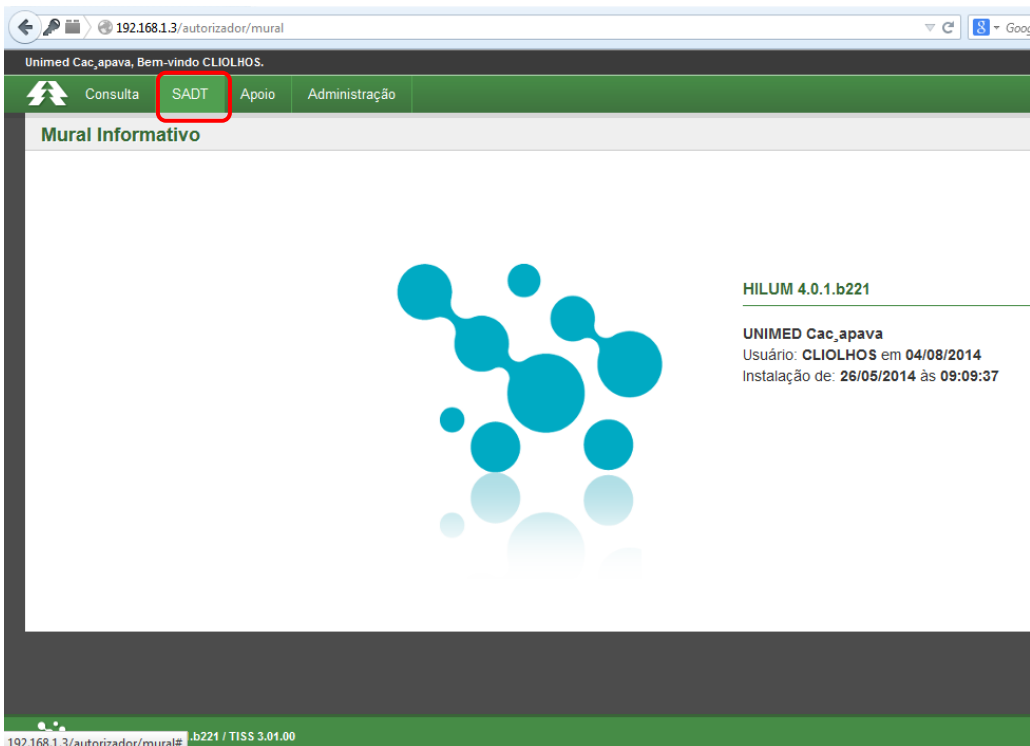 192.168.1.3/autorizador/mural
8 Goog
Unimed Cac¸apava, Bem-vindo CLIOLHOS.
Consulta SADT Apoio Administração
Mural Informativo
HILUM 4.0.1.b221
UNIMED Cac¸apava
Usuário: CLIOLHOS em 04/08/2014
Instalação de: 26/05/2014 às 09:09:37
.b221 / TISS 3.01.00
192.168.1.3/autorizador/mural#